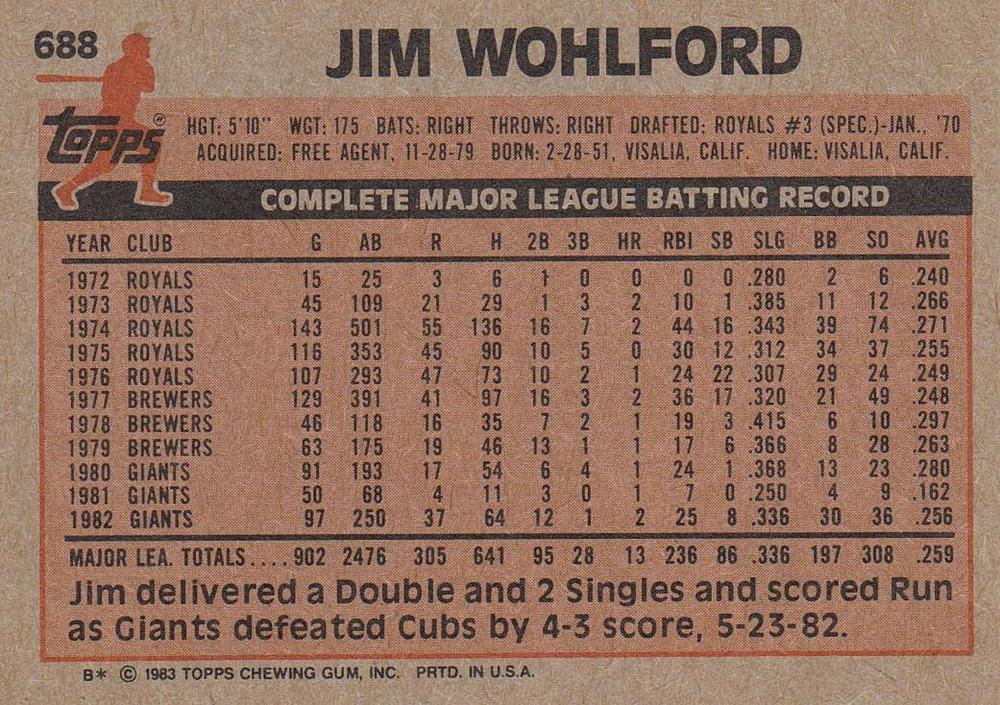 688
JIM WOHLFORD
TOPPS®
HGT: 5'10" WGT: 175 BATS: RIGHT THROWS: RIGHT DRAFTED: ROYALS #3 (SPEC.)-JAN., '70
ACQUIRED: FREE AGENT, 11-28-79 BORN: 2-28-51, VISALIA, CALIF. HOME: VISALIA, CALIF.
COMPLETE MAJOR LEAGUE BATTING RECORD
YEAR CLUB G AB R H 2B 3B HR RBI SB SLG BB SO AVG
1972 ROYALS 15 25 3 6 1 0 0 0 0 .280 2 6 .240
1973 ROYALS 45 109 21 29 1 3 2 10 1 .385 11 12 .266
1974 ROYALS 143 501 55 136 16 7 2 44 16 .343 39 74 .271
1975 ROYALS 116 353 45 90 10 5 0 30 12 .312 34 37 .255
1976 ROYALS 107 293 47 73 10 2 1 24 22 .307 29 24 .249
1977 BREWERS 129 391 41 97 16 3 2 36 17 .320 21 49 .248
1978 BREWERS 46 118 16 35 7 2 1 19 3 .415 6 10 .297
1979 BREWERS 63 175 19 46 13 1 1 17 6 .366 8 28 .263
1980 GIANTS 91 193 17 54 6 4 1 24 1 .368 13 23 .280
1981 GIANTS 50 68 4 11 3 0 1 7 0 .250 4 9 .162
1982 GIANTS 97 250 37 64 12 1 2 25 8 .336 30 36 .256
MAJOR LEA. TOTALS....902 2476 305 641 95 28 13 236 86 .336 197 308 .259
Jim delivered a Double and 2 Singles and scored Run
as Giants defeated Cubs by 4-3 score, 5-23-82.
B* © 1983 TOPPS CHEWING GUM, INC. PRTD. IN U.S.A.